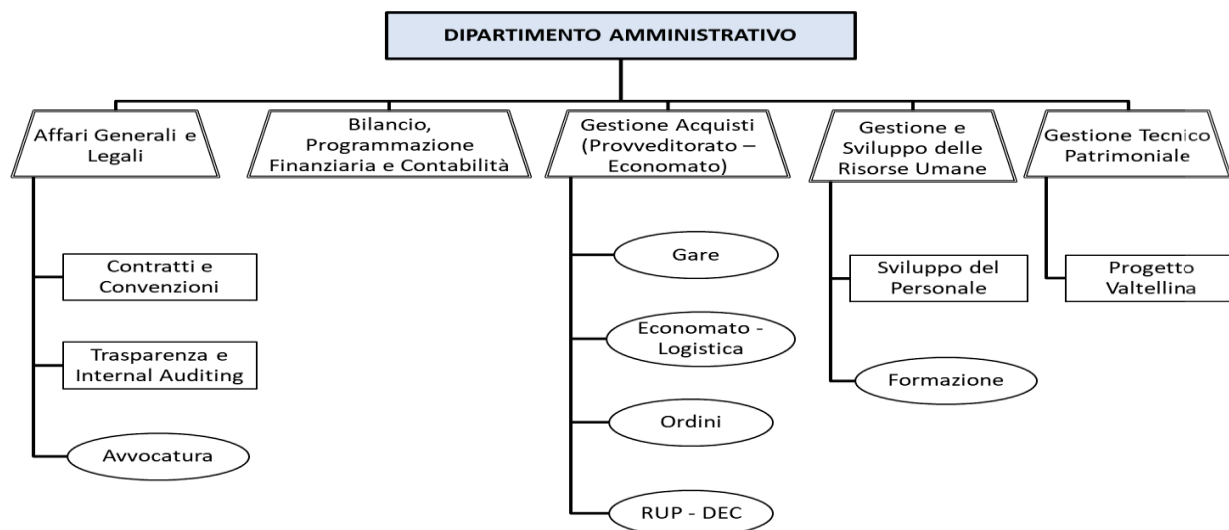 DIPARTIMENTO AMMINISTRATIVO
Affari Generali e
Legali
Bilancio,
Programmazione
Finanziaria e Contabilità
Gestione Acquisti
(Provveditorato –
Economato)
Gestione e
Sviluppo delle
Risorse Umane
Gestione Tecnico
Patrimoniale
Contratti e
Convenzioni
Trasparenza e
Internal Auditing
Avvocatura
Gare
Economato -
Logistica
Ordini
RUP - DEC
Sviluppo del
Personale
Formazione
Progetto
Valtellina